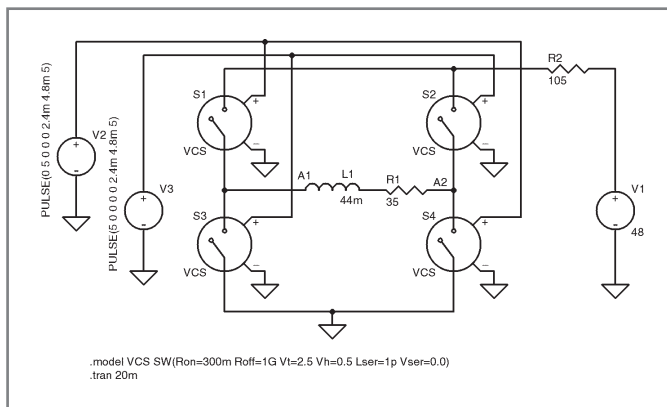 R2
105
S1
+
–
VCS
S2
+
–
VCS
PULSE(0 5 0 0 0 2.4m 4.8m 5)
V2
+
-
PULSE(5 0 0 0 0 2.4m 4.8m 5)
V3
+
-
A1
L1
44m
R1
35
A2
V1
+
-
48
S3
+
–
VCS
S4
+
–
VCS
.model VCS SW(Ron=300m Roff=1G Vt=2.5 Vh=0.5 Lser=1p Vser=0.0)
.tran 20m